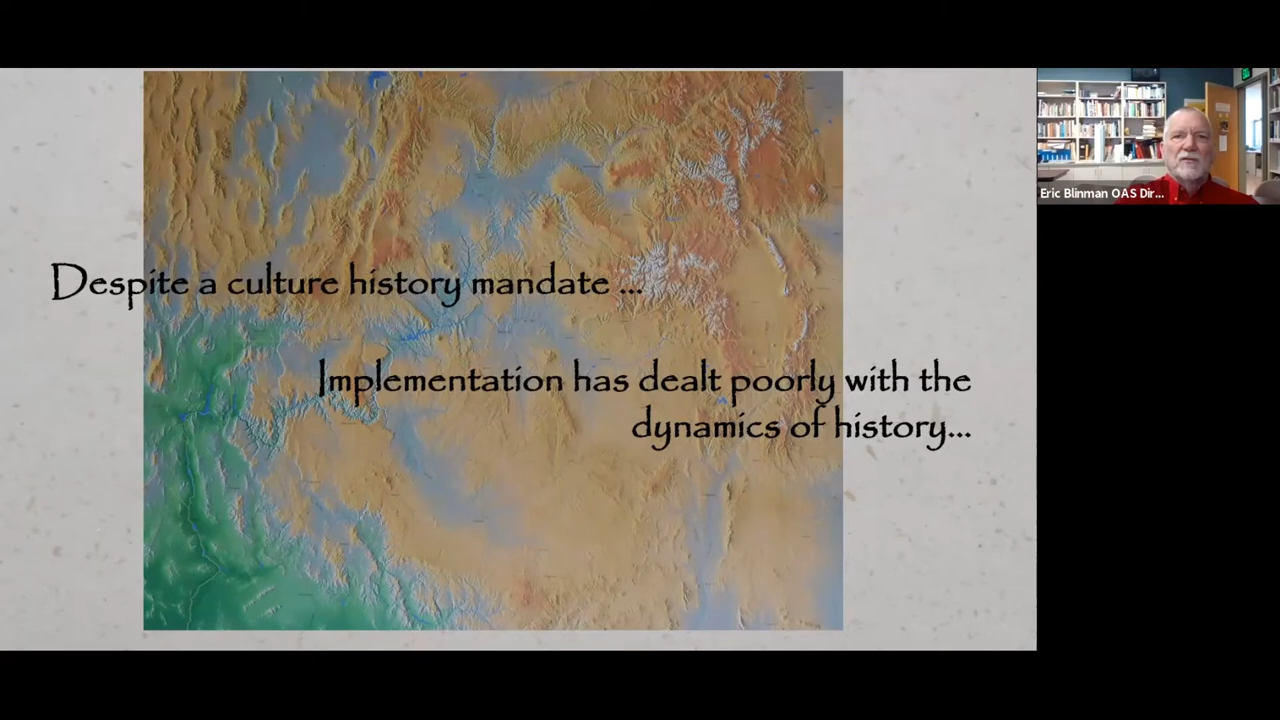 Despite a culture history mandate ...
Implementation has dealt poorly with the
dynamics of history...
Eric Blinman OAS Dir...